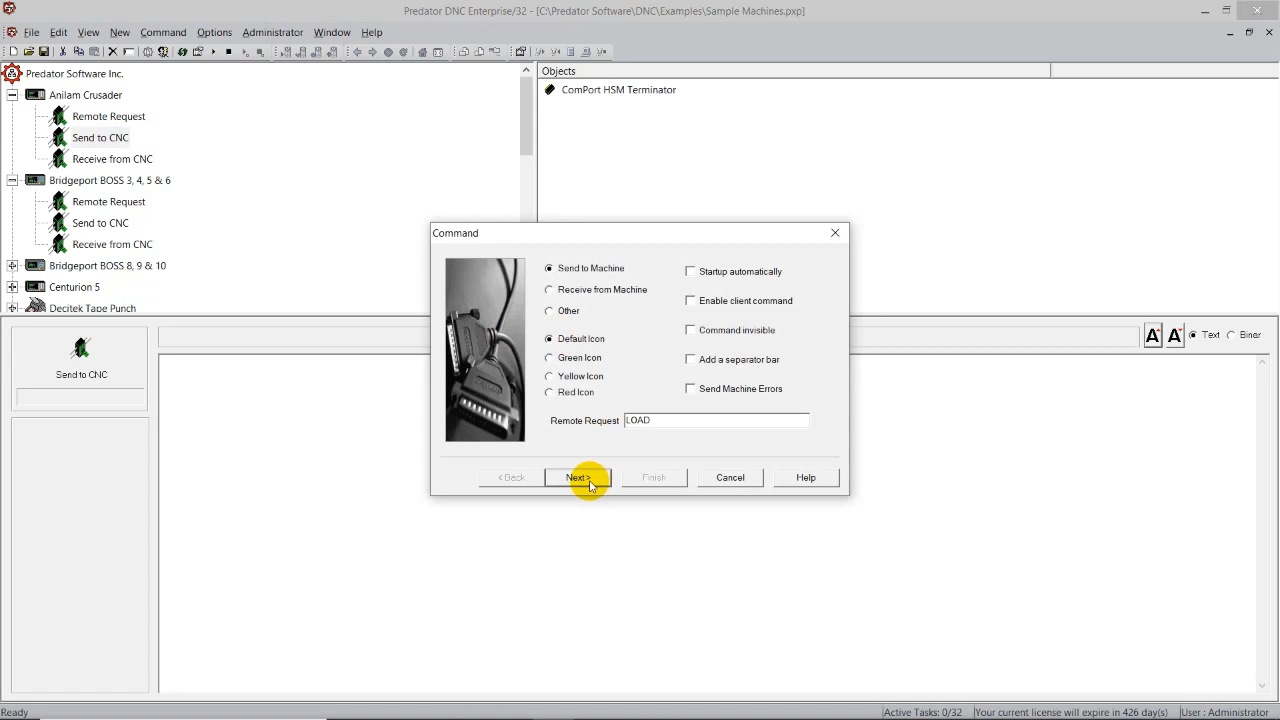 Predator DNC Enterprise/32 - [C:\Predator Software\DNC\Examples\Sample Machines.pxp]
File Edit View New Command Options Administrator Window Help
Predator Software Inc.
Anilam Crusader
Remote Request
Send to CNC
Receive from CNC
Bridgeport BOSS 3, 4, 5 & 6
Remote Request
Send to CNC
Receive from CNC
Bridgeport BOSS 8, 9 & 10
Centurion 5
Decitek Tape Punch
Objects
ComPort HSM Terminator
Command
Send to Machine
Receive from Machine
Other
Default Icon
Green Icon
Yellow Icon
Red Icon
Startup automatically
Enable client command
Command invisible
Add a separator bar
Send Machine Errors
Remote Request LOAD
< Back Next > Finish Cancel Help
Send to CNC
A A Text Binar
Ready
Active Tasks: 0/32 Your current license will expire in 426 day(s) User : Administrator